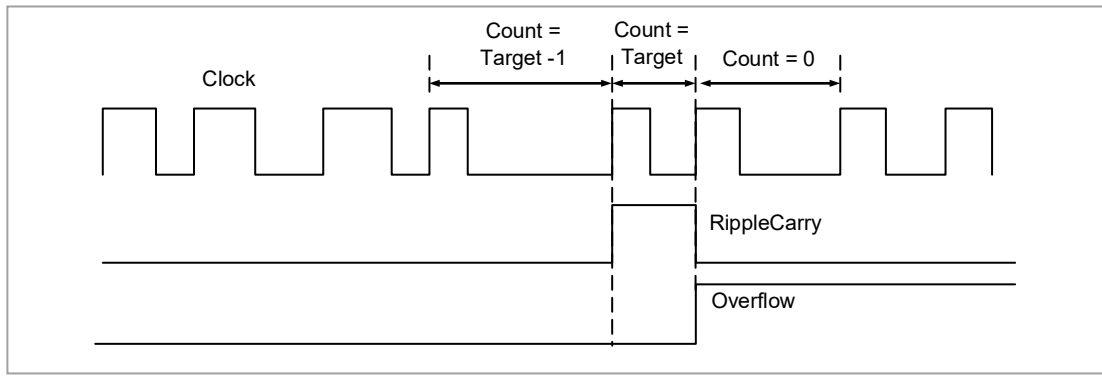 Count =
Target -1
Count =
Target
Count = 0
Clock
RippleCarry
Overflow